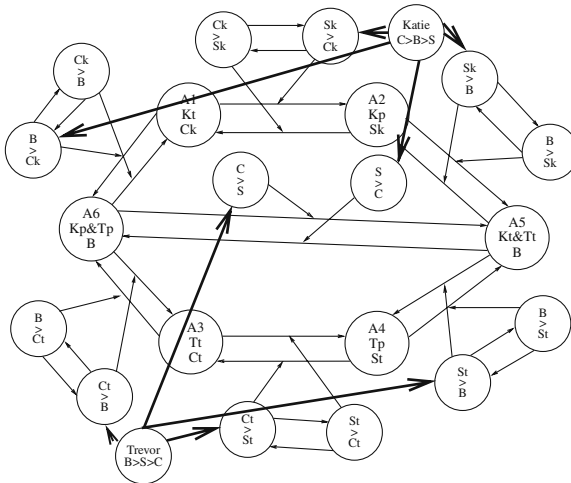 Ck
>
Sk
Sk
>
Ck
Katie
C>B>S
Ck
>
B
Sk
>
B
A1
Kt
Ck
A2
Kp
Sk
B
>
Ck
B
>
Sk
C
>
S
S
>
C
A6
Kp&Tp
B
A5
Kt&Tt
B
B
>
Ct
A3
Tt
Ct
A4
Tp
St
B
>
St
Ct
>
B
St
>
B
Ct
>
St
St
>
Ct
Trevor
B>S>C